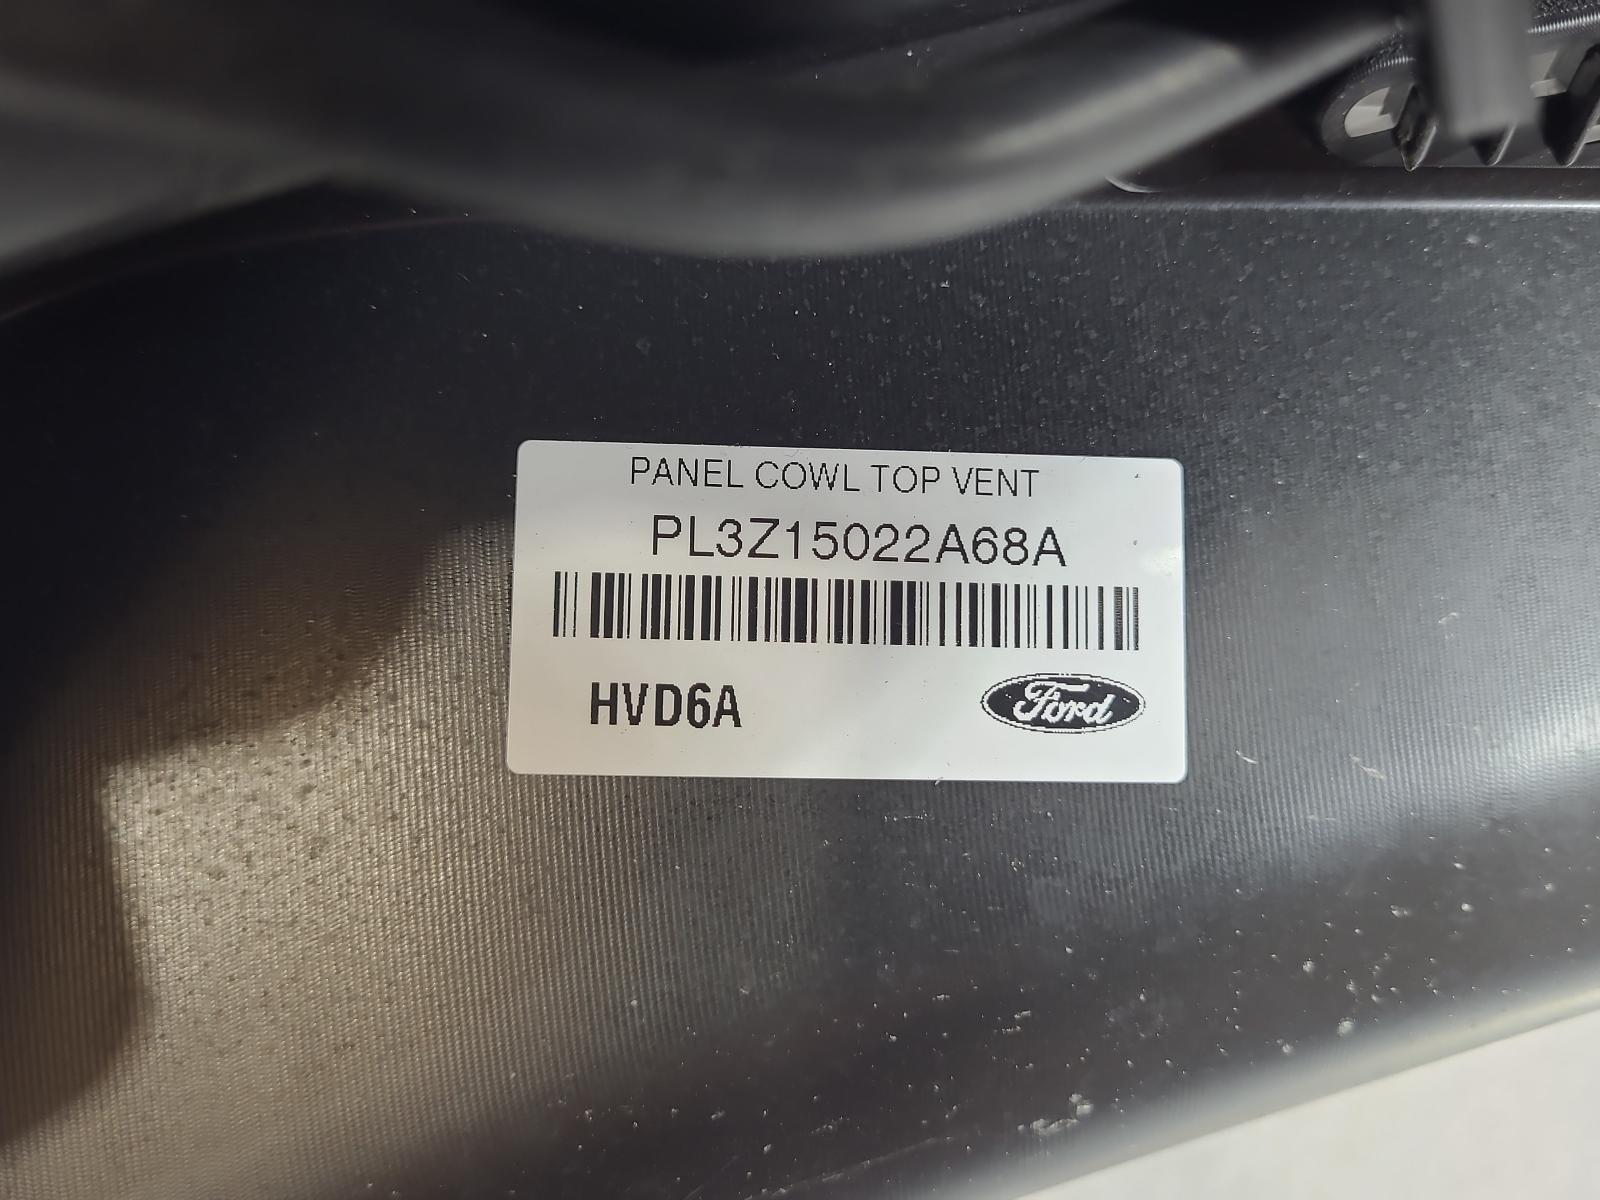 PANEL COWL TOP VENT
PL3Z15022A68A
HVD6A
Ford